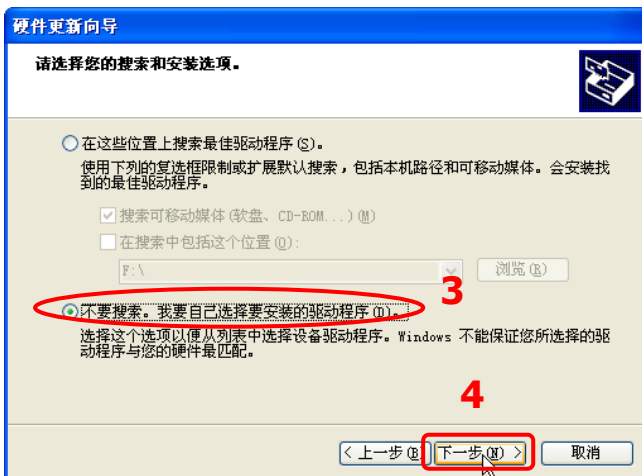 硬件更新向导
请选择您的搜索和安装选项。
在这些位置上搜索最佳驱动程序(S)。
使用下列的复选框限制或扩展默认搜索，包括本机路径和可移动媒体。会安装找
到的最佳驱动程序。
搜索可移动媒体(软盘、CD-ROM...)(M)
在搜索中包括这个位置(O):
F:\
浏览(R)
3
不要搜索。我要自己选择要安装的驱动程序(D)。
选择这个选项以便从列表中选择设备驱动程序。Windows 不能保证您所选择的驱
动程序与您的硬件最匹配。
4
< 上一步(B)
下一步(N) >
取消